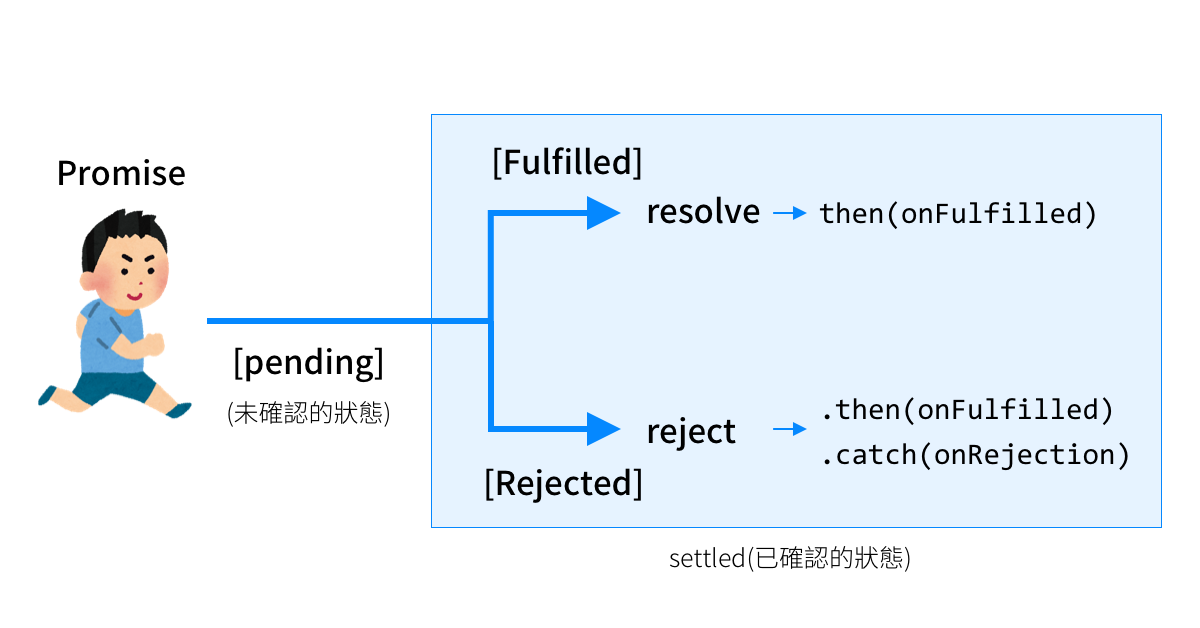 Promise
[pending]
(未確認的狀態)
[Fulfilled]
resolve
then(onFulfilled)
reject
.then(onFulfilled)
.catch(onRejection)
[Rejected]
settled(已確認的狀態)